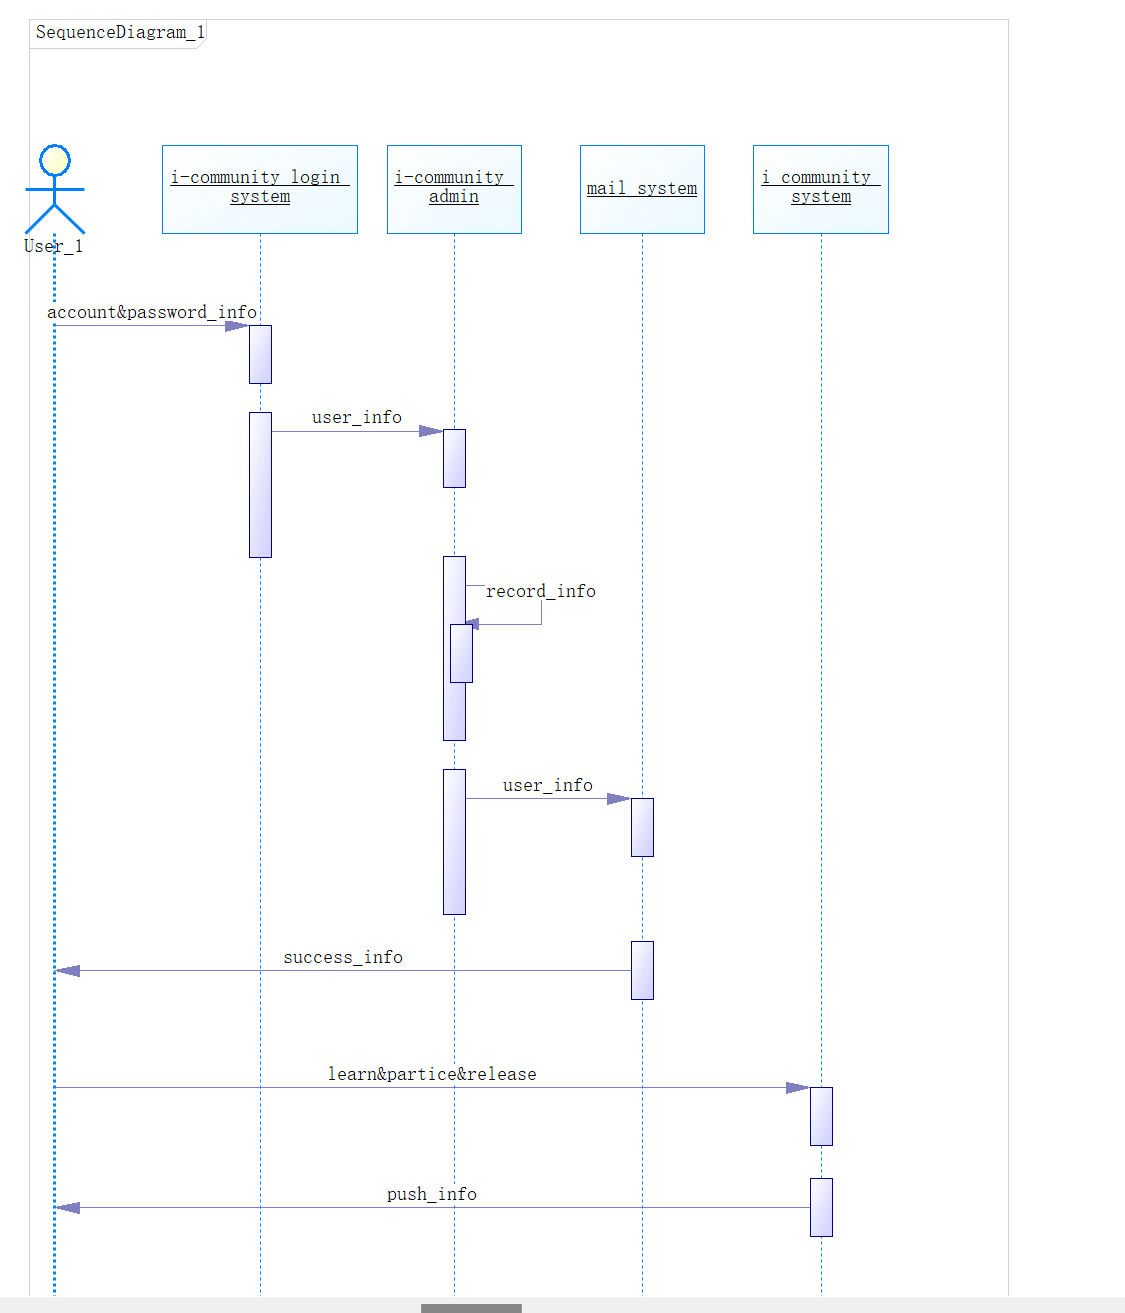 SequenceDiagram_1
User_1
i-community login
system
i-community
admin
mail system
i community
system
account&password_info
user_info
record_info
user_info
success_info
learn&partice&release
push_info